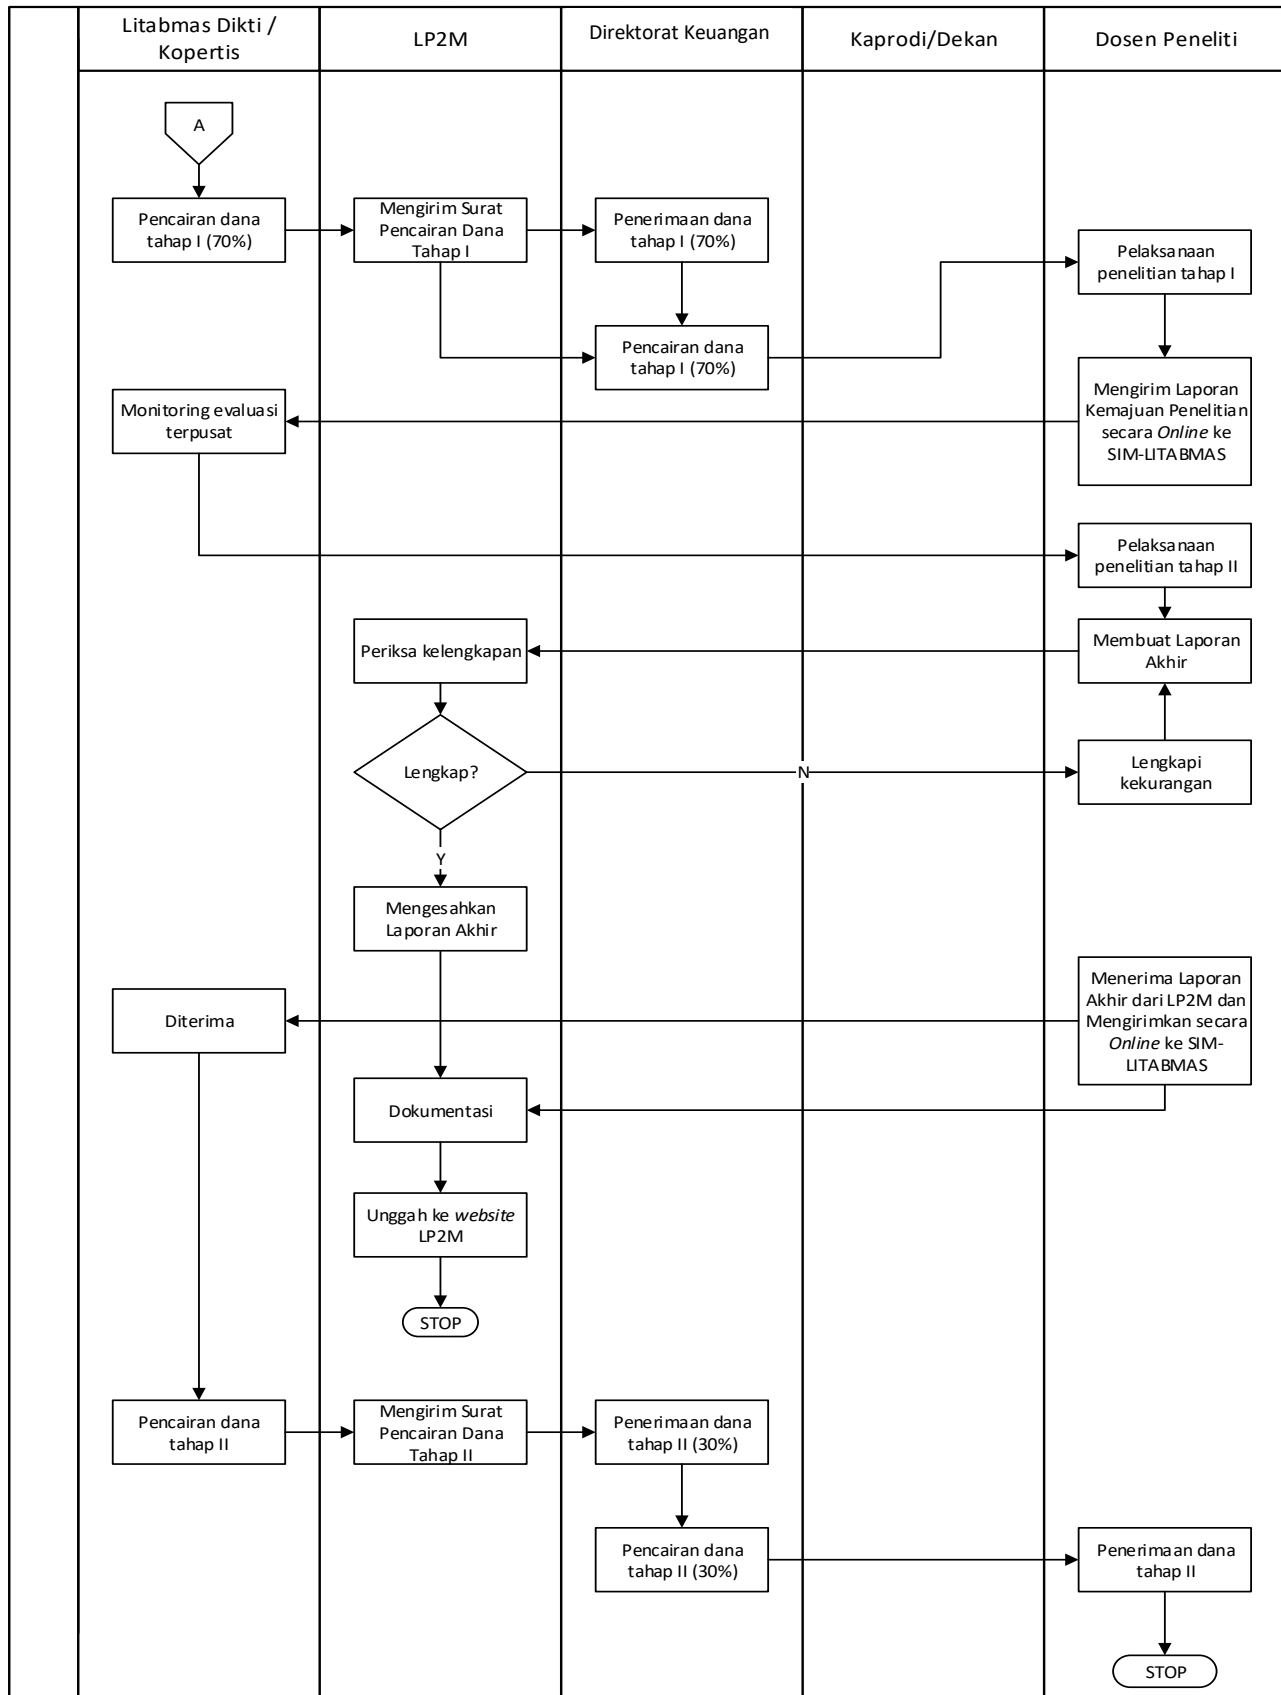 Litabmas Dikti /
Kopertis
LP2M
Direktorat Keuangan
Kaprodi/Dekan
Dosen Peneliti
A
Pencairan dana
tahap I (70%)
Mengirim Surat
Pencairan Dana
Tahap I
Penerimaan dana
tahap I (70%)
Pelaksanaan
penelitian tahap I
Pencairan dana
tahap I (70%)
Mengirim Laporan
Kemajuan Penelitian
secara Online ke
SIM-LITABMAS
Monitoring evaluasi
terpusat
Pelaksanaan
penelitian tahap II
Membuat Laporan
Akhir
Periksa kelengkapan
Lengkap?
N
Lengkapi
kekurangan
Y
Mengesahkan
Laporan Akhir
Menerima Laporan
Akhir dari LP2M dan
Mengirimkan secara
Online ke SIM-
LITABMAS
Diterima
Dokumentasi
Unggah ke website
LP2M
STOP
Pencairan dana
tahap II
Mengirim Surat
Pencairan Dana
Tahap II
Penerimaan dana
tahap II (30%)
Pencairan dana
tahap II (30%)
Penerimaan dana
tahap II
STOP